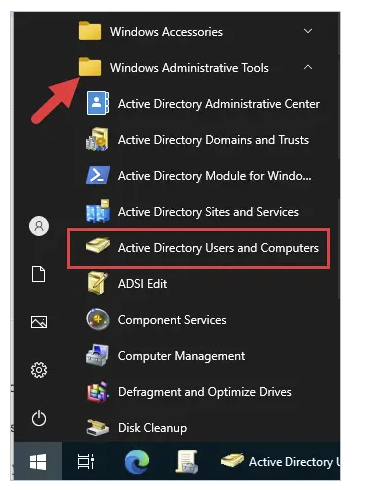 Windows Accessories
Windows Administrative Tools
Active Directory Administrative Center
Active Directory Domains and Trusts
Active Directory Module for Windo...
Active Directory Sites and Services
Active Directory Users and Computers
ADSI Edit
Component Services
Computer Management
Defragment and Optimize Drives
Disk Cleanup
Active Directory U